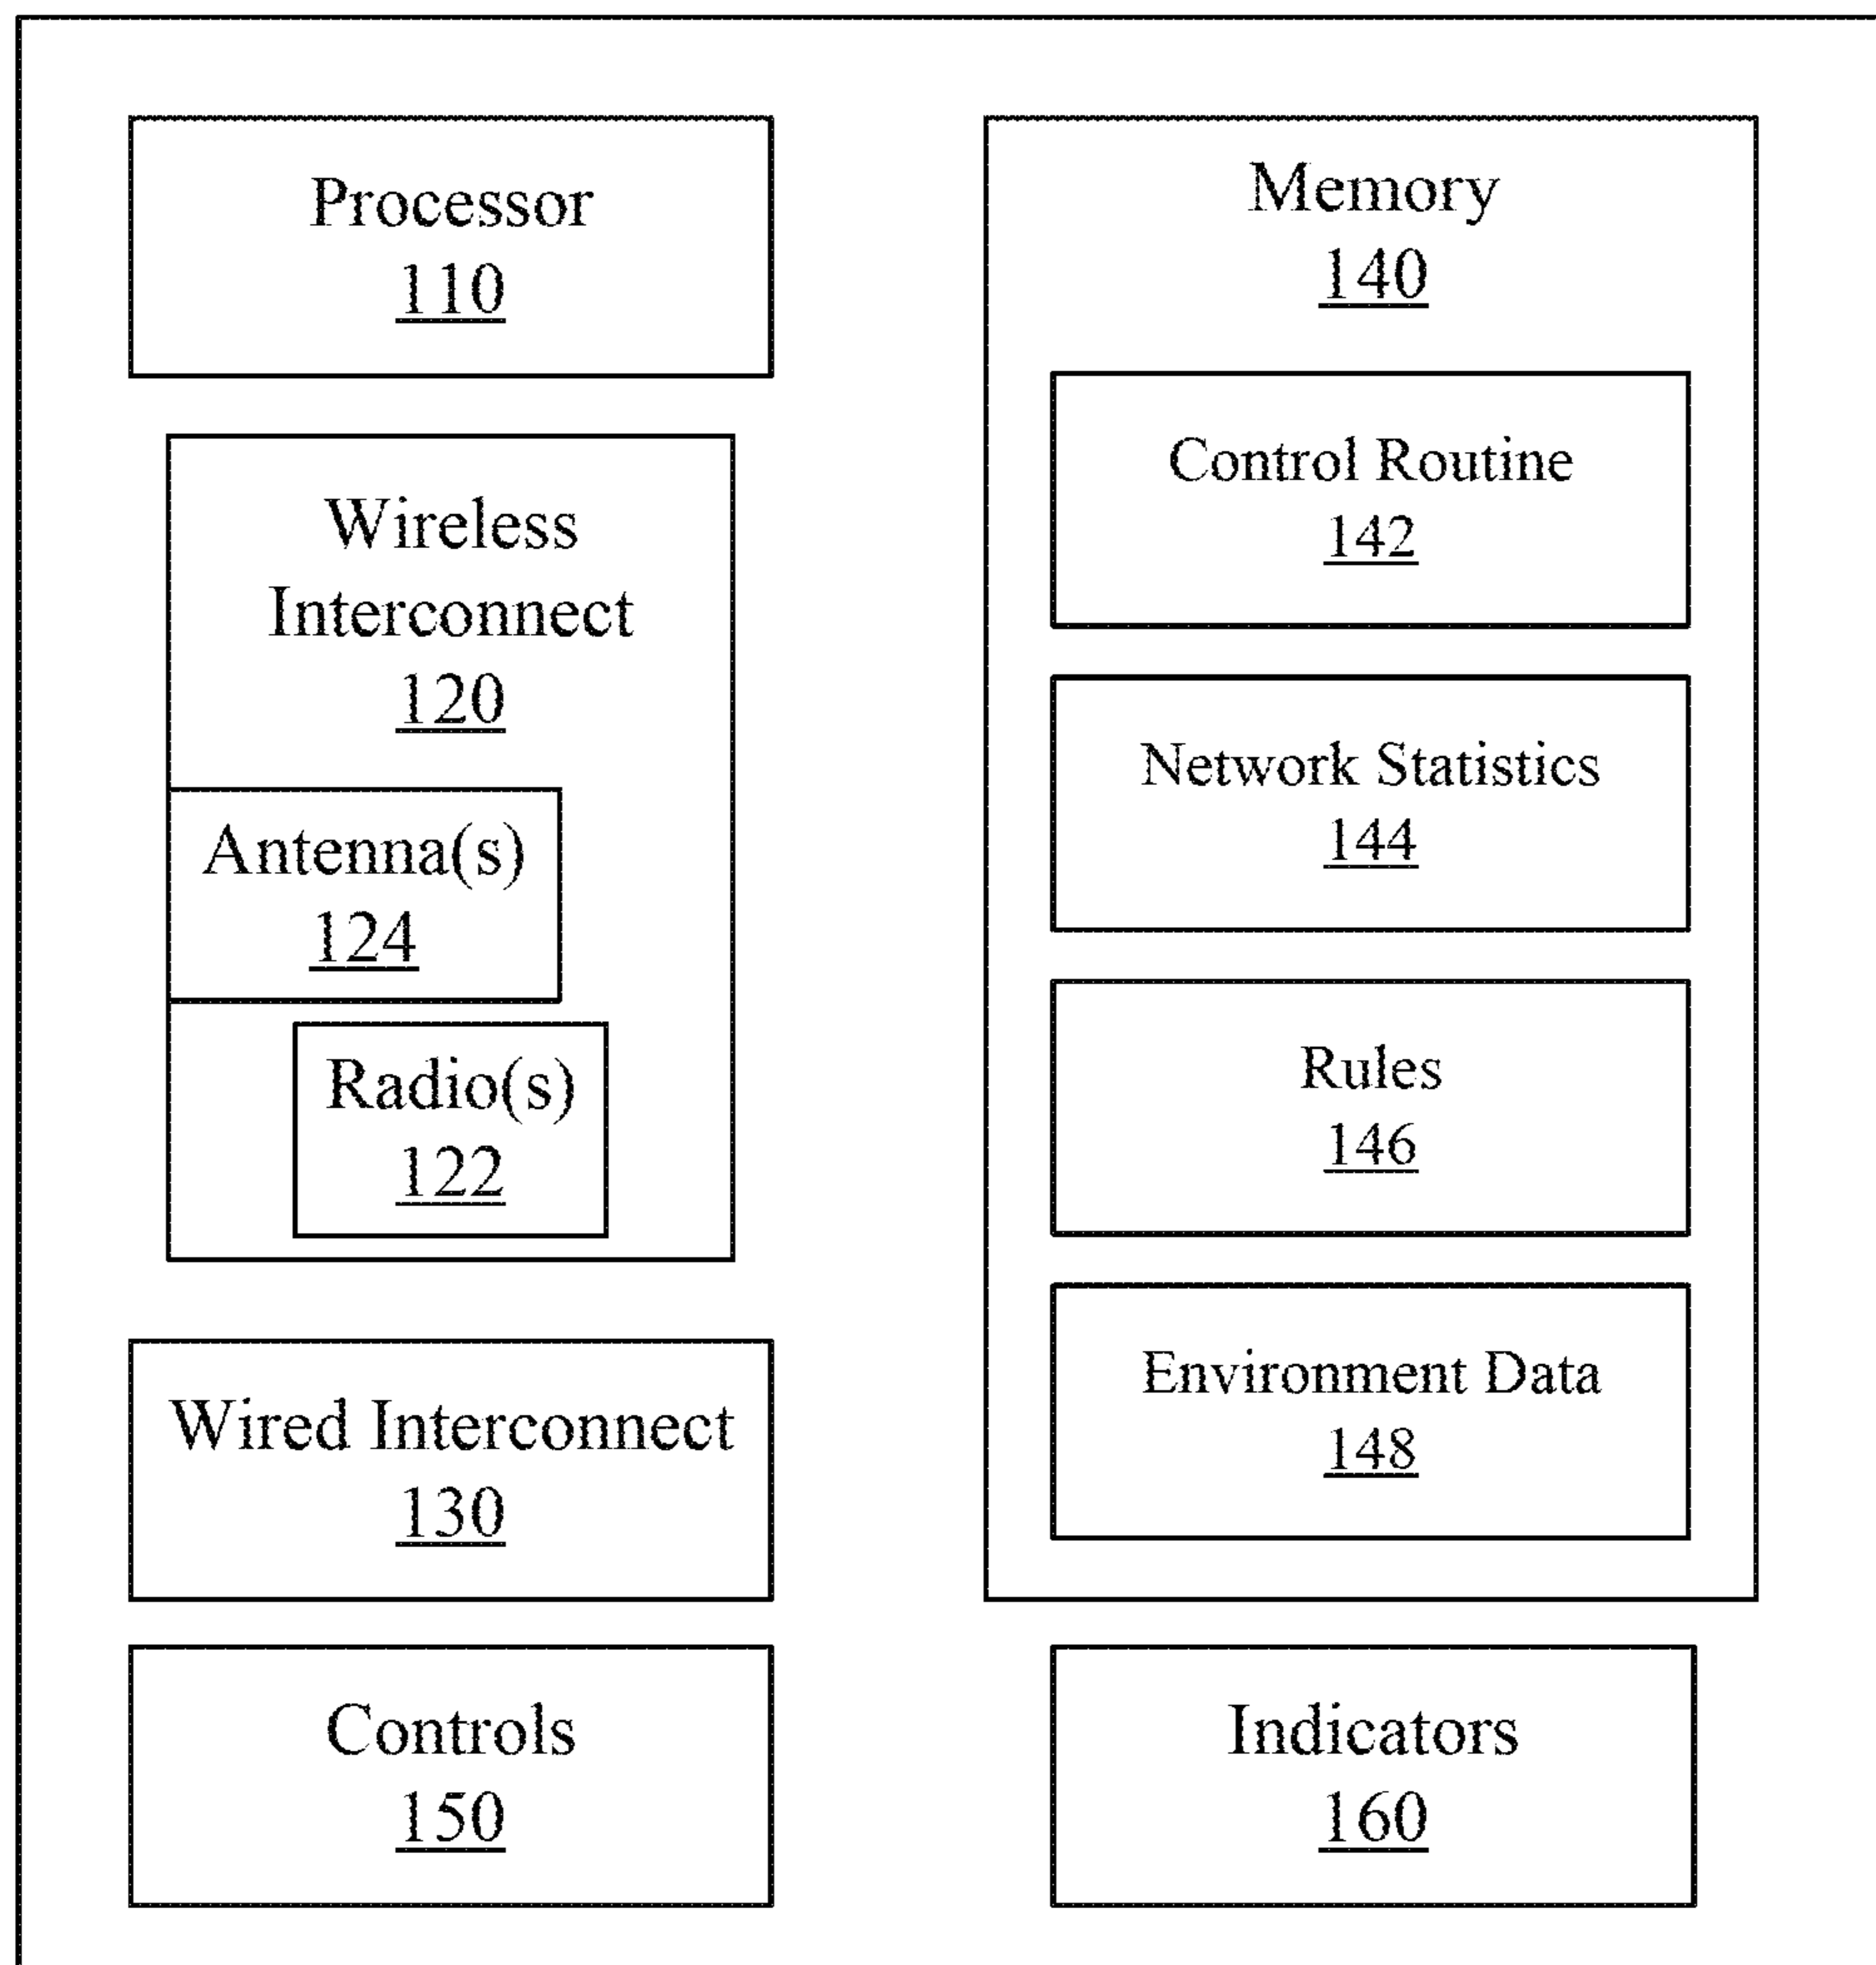 Processor
110
Wireless
Interconnect
120
Antenna(s)
124
Radio(s)
122
Wired Interconnect
130
Controls
150
Memory
140
Control Routine
142
Network Statistics
144
Rules
146
Environment Data
148
Indicators
160